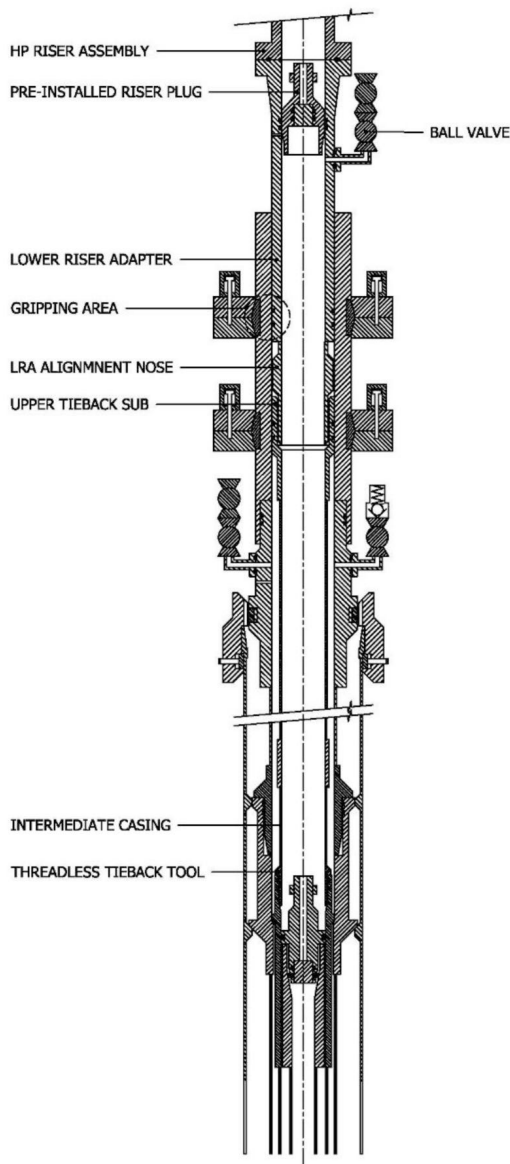 HP RISER ASSEMBLY
PRE-INSTALLED RISER PLUG
BALL VALVE
LOWER RISER ADAPTER
GRIPPING AREA
LRA ALIGNMNENT NOSE
UPPER TIEBACK SUB
INTERMEDIATE CASING
THREADLESS TIEBACK TOOL